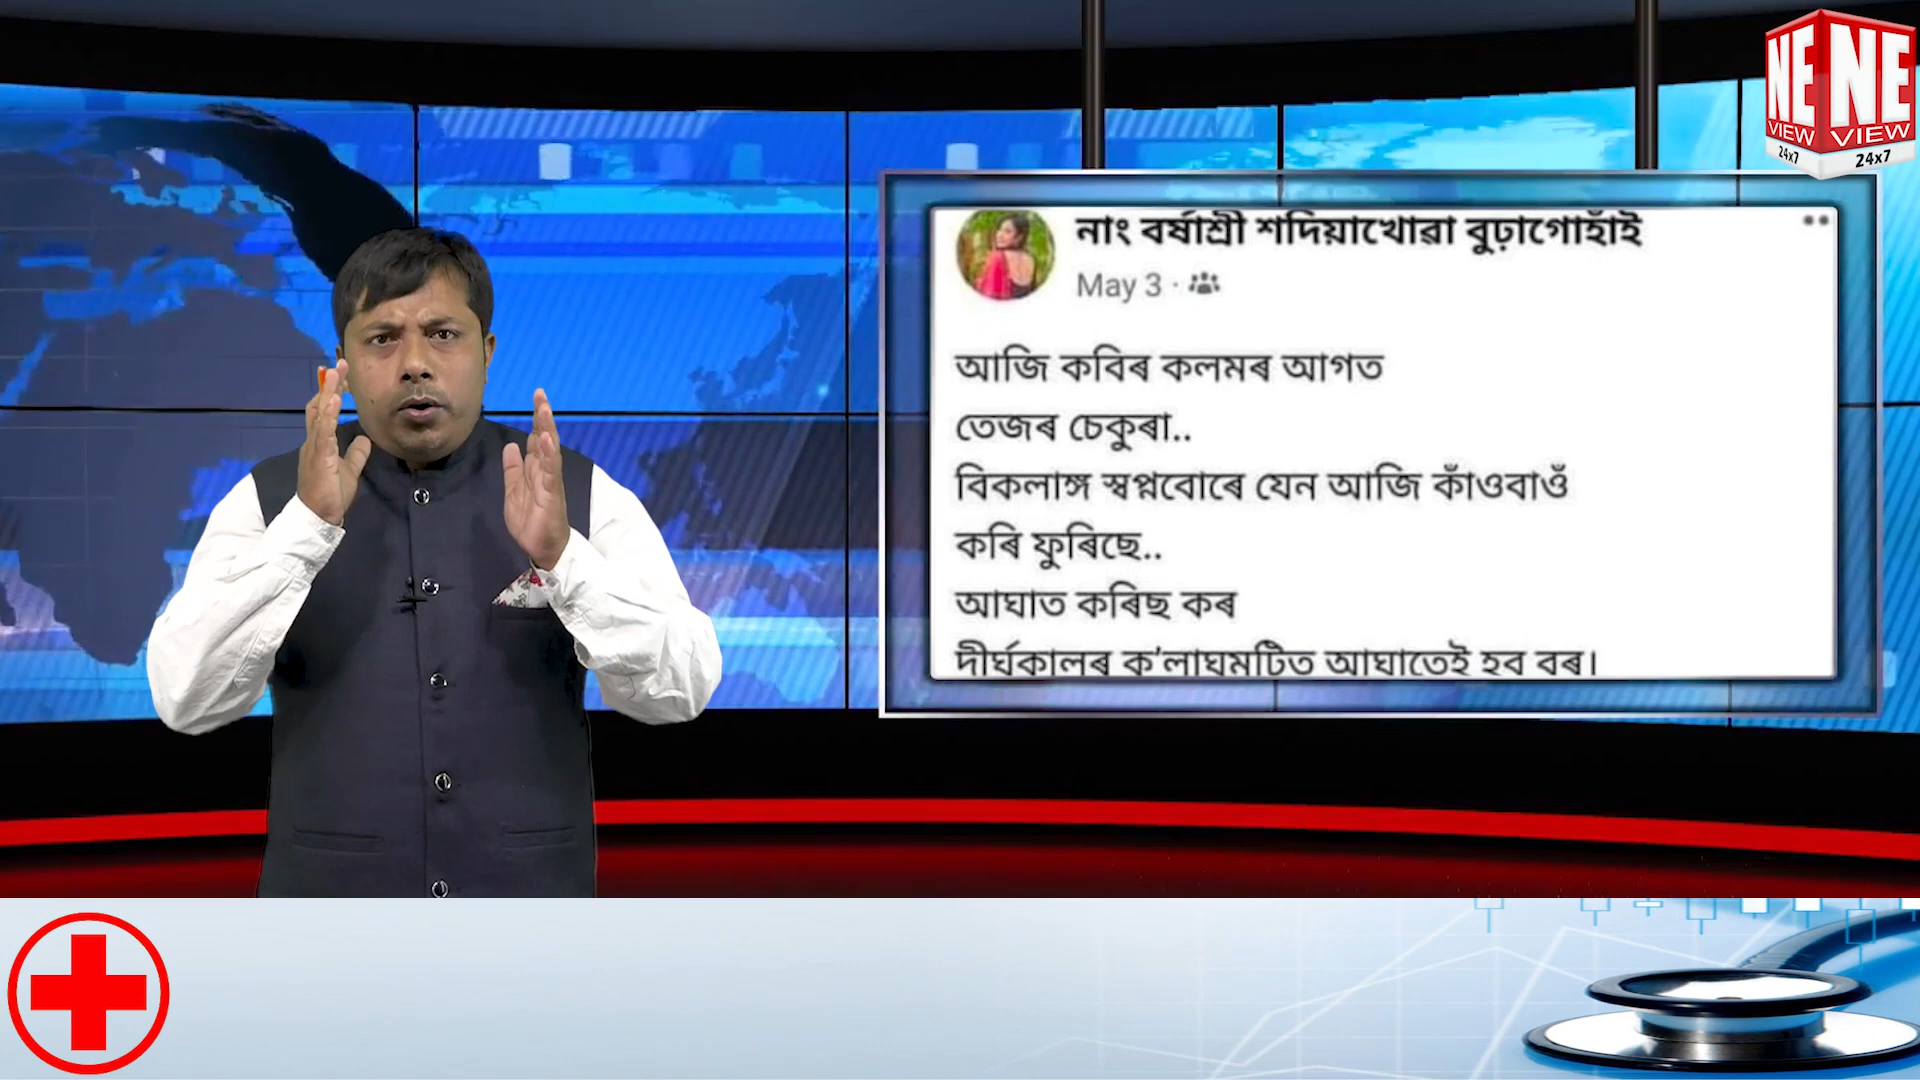 নাং বৰ্ষাশ্ৰী শদিয়াখোৱা বুঢ়াগোহাঁই
May 3 ·
আজি কবিৰ কলমৰ আগত
তেজৰ চেকুৰা..
বিকলাঙ্গ স্বপ্নবোৰে যেন আজি কাঁওবাওঁ
কৰি ফুৰিছে..
আঘাত কৰিছ কৰ
দীৰ্ঘকালৰ ক'লাঘমটিত আঘাতেই হব বৰ।
NE NE
VIEW VIEW
24x7 24x7